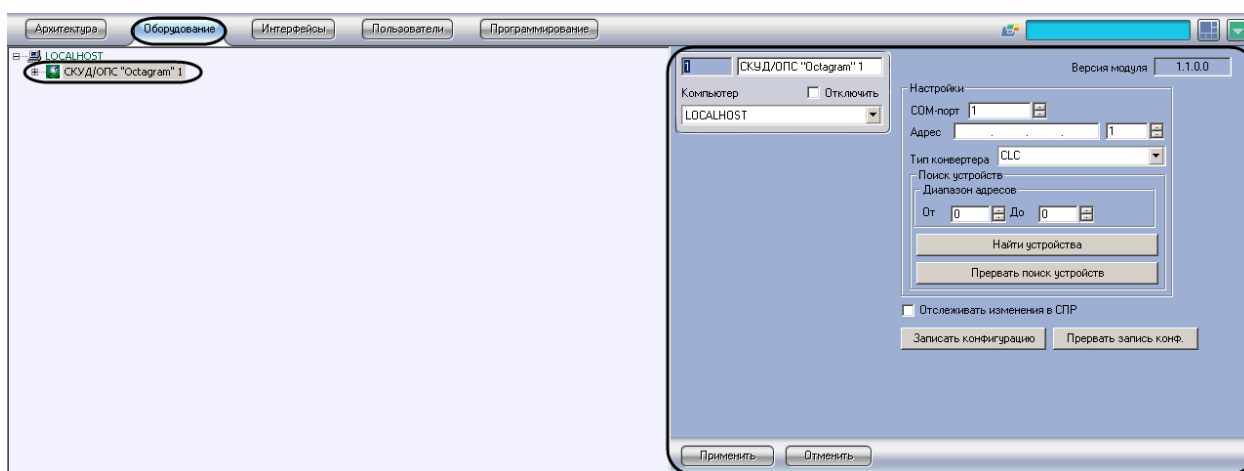 Архитектура Оборудование Интерфейсы Пользователи Программирование
LOCALHOST
СКУД/ОПС "Octagram" 1
1 СКУД/ОПС "Octagram" 1
Компьютер Отключить
LOCALHOST
Версия модуля 1.1.0.0
Настройки
COM-порт 1
Адрес . . . 1
Тип конвертера CLC
Поиск устройств
Диапазон адресов
От 0 До 0
Найти устройства
Прервать поиск устройств
Отслеживать изменения в СПР
Записать конфигурацию Прервать запись конф.
Применить Отменить